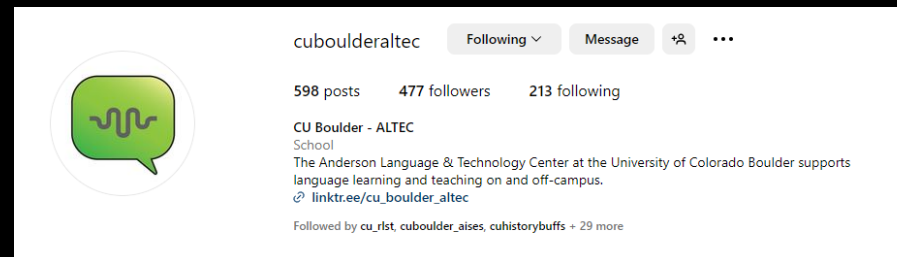 cuboulderaltec Following Message
598 posts 477 followers 213 following
CU Boulder - ALTEC
School
The Anderson Language & Technology Center at the University of Colorado Boulder supports
language learning and teaching on and off-campus.
linktr.ee/cu_boulder_altec
Followed by cu_rlst, cuboulder_aises, cuhistorybuffs + 29 more